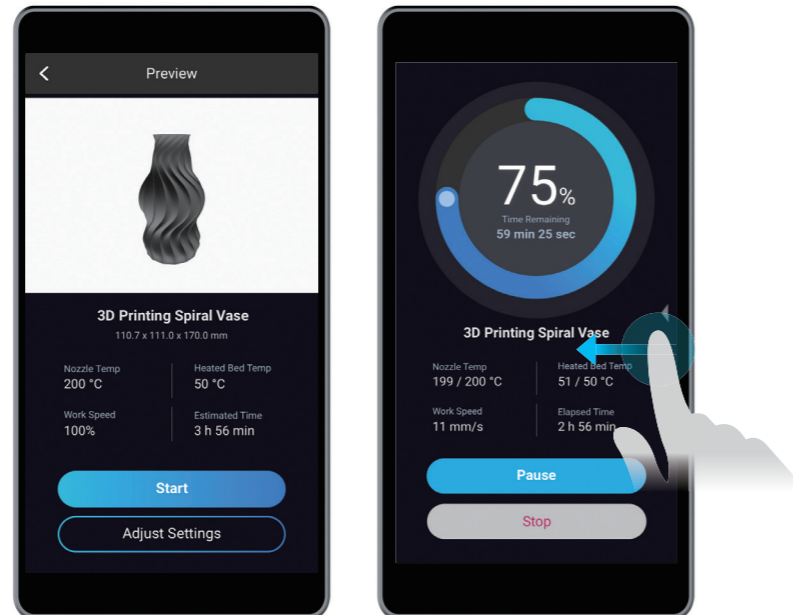 Preview
3D Printing Spiral Vase
110.7 x 111.0 x 170.0 mm
Nozzle Temp
200 °C
Heated Bed Temp
50 °C
Work Speed
100%
Estimated Time
3 h 56 min
Start
Adjust Settings
75%
Time Remaining
59 min 25 sec
3D Printing Spiral Vase
Nozzle Temp
199 / 200 °C
Heated Bed Temp
51 / 50 °C
Work Speed
11 mm/s
Elapsed Time
2 h 56 min
Pause
Stop